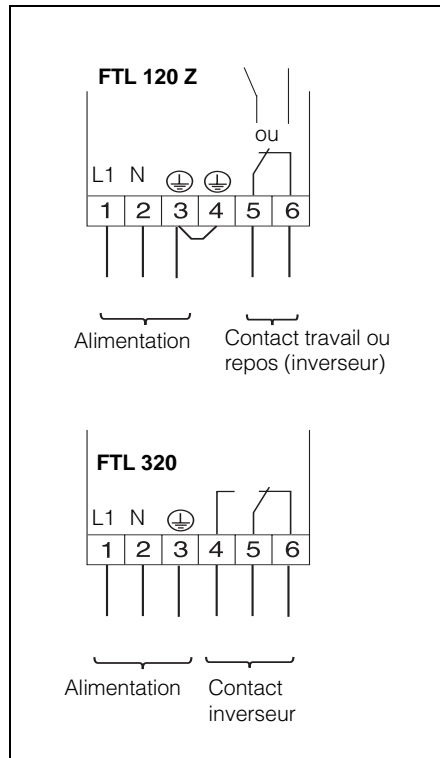 FTL 120 Z
ou
L1 N
1 2 3 4 5 6
Alimentation
Contact travail ou
repos (inverseur)
FTL 320
L1 N
1 2 3 4 5 6
Alimentation
Contact
inverseur